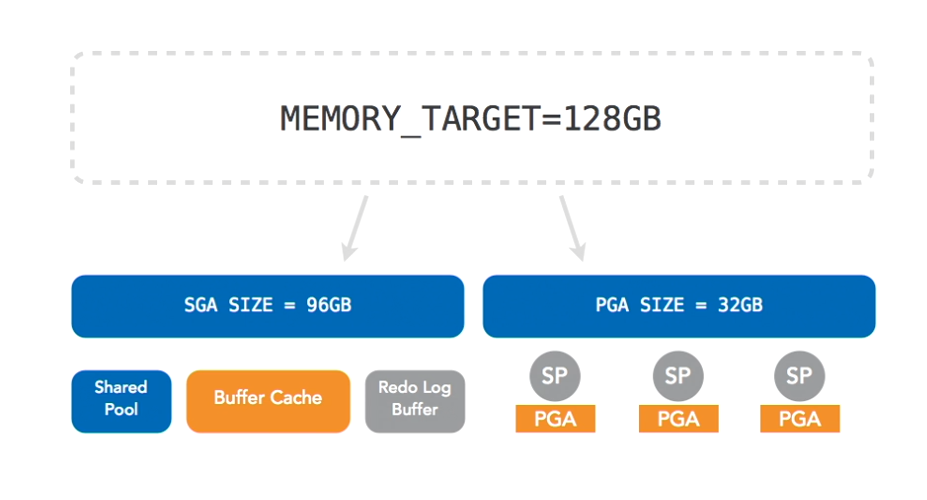 MEMORY_TARGET=128GB
SGA SIZE = 96GB
PGA SIZE = 32GB
Shared
Pool
Buffer Cache
Redo Log
Buffer
SP
PGA
SP
PGA
SP
PGA